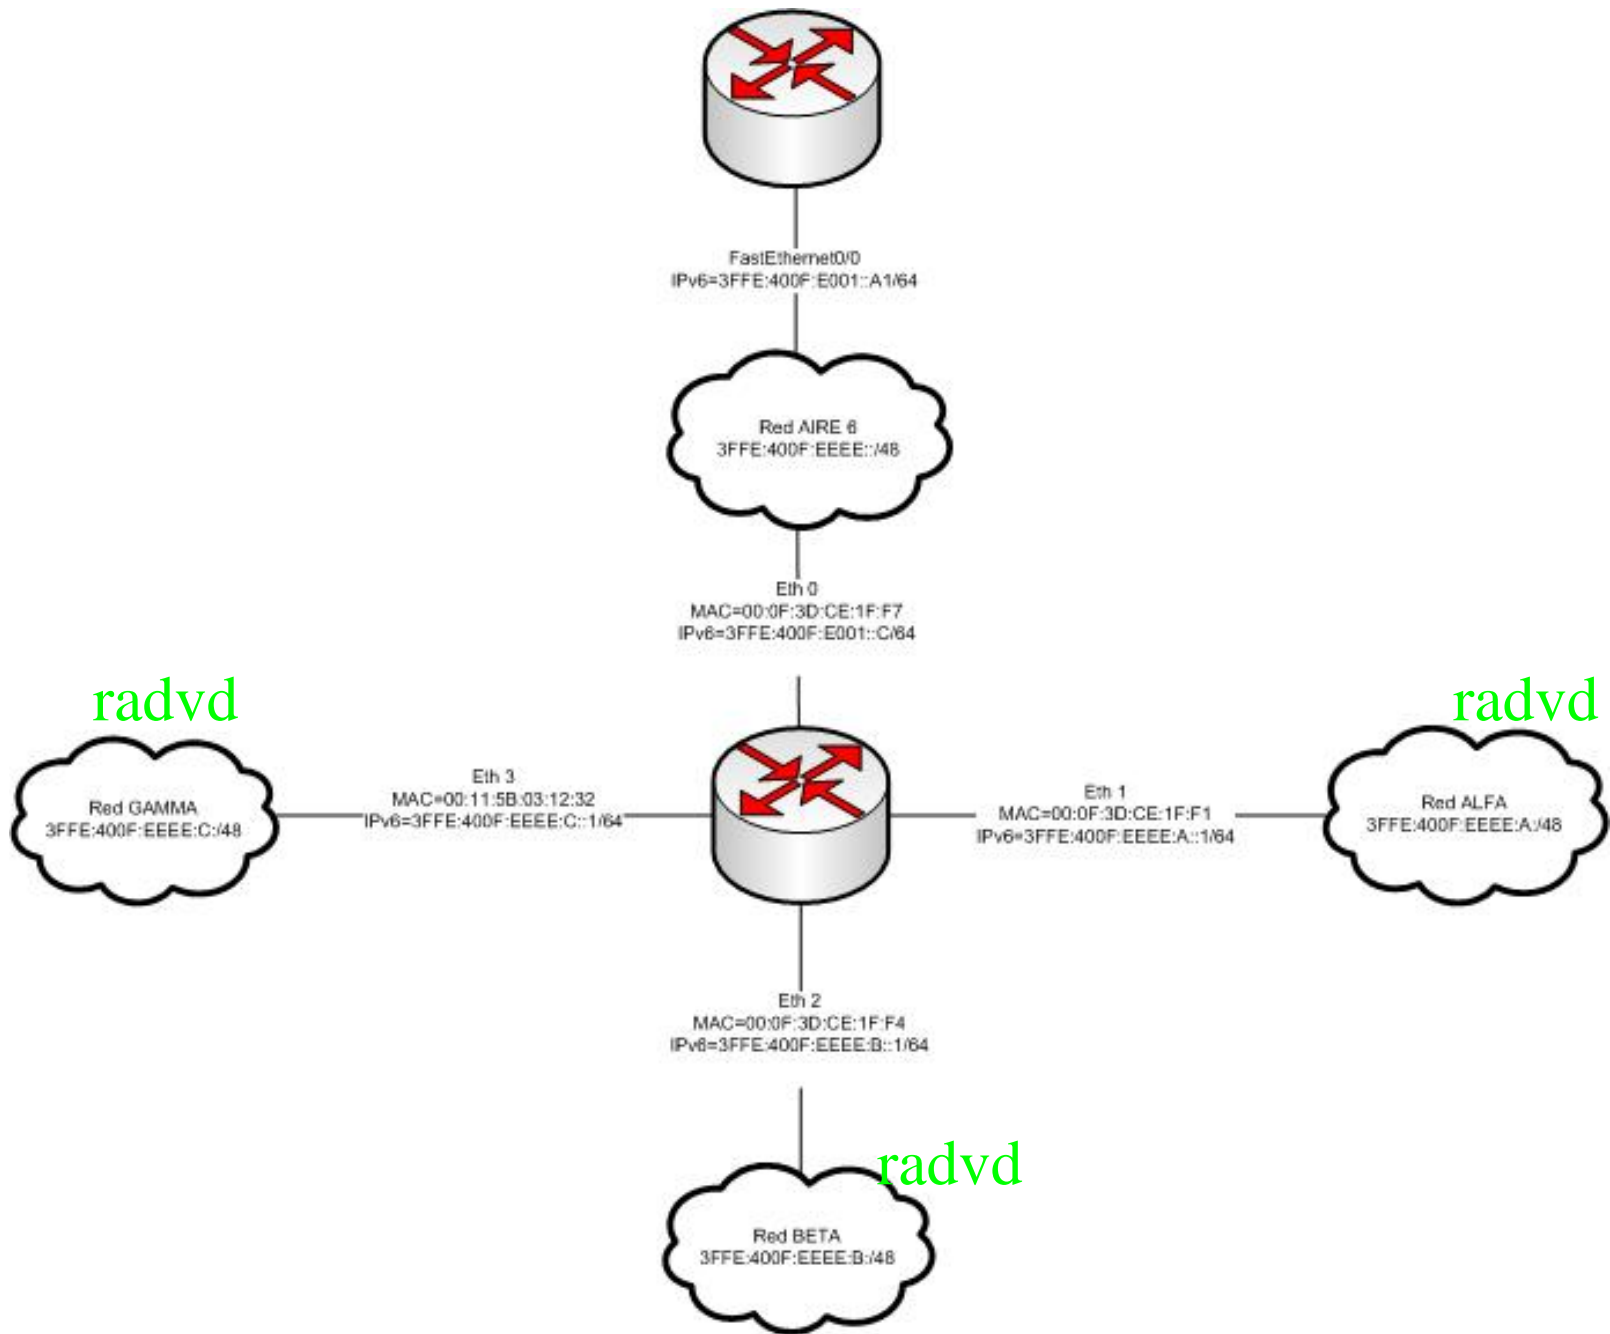 FastEthernet0/0
IPv6=3FFE:400F:E001::A1/64
Red AIRE 6
3FFE:400F:EEEE::/48
Eth 0
MAC=00:0F:3D:CE:1F:F7
IPv6=3FFE:400F:E001::C/64
radvd
radvd
Red GAMMA
3FFE:400F:EEEE:C:/48
Eth 3
MAC=00:11:5B:03:12:32
IPv6=3FFE:400F:EEEE:C::1/64
Eth 1
MAC=00:0F:3D:CE:1F:F1
IPv6=3FFE:400F:EEEE:A::1/64
Red ALFA
3FFE:400F:EEEE:A:/48
Eth 2
MAC=00:0F:3D:CE:1F:F4
IPv6=3FFE:400F:EEEE:B::1/64
radvd
Red BETA
3FFE:400F:EEEE:B:/48